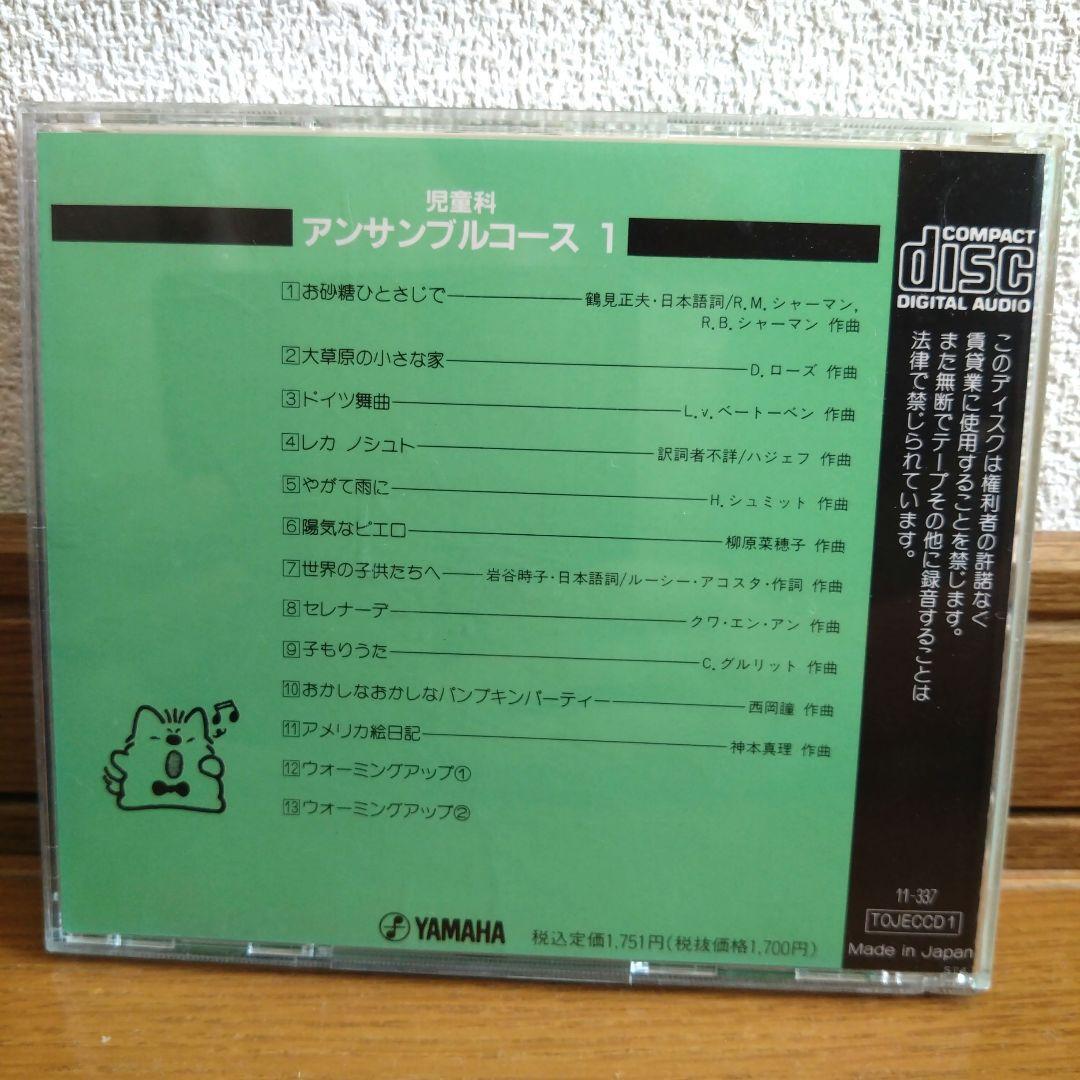 児童科
アンサンブルコース 1
1 お砂糖ひとさじで 鶴見正夫・日本語詞/R.M.シャーマン,
R.B.シャーマン 作曲
2 大草原の小さな家 D.ローズ 作曲
3 ドイツ舞曲 L.v.ベートーベン 作曲
4 レカ ノシュト 訳詞者不詳/ハジェフ 作曲
5 やがて雨に H.シュミット 作曲
6 陽気なピエロ 柳原菜穂子 作曲
7 世界の子供たちへ 岩谷時子・日本語詞/ルーシー・アコスタ・作詞 作曲
8 セレナーデ クワ・エン・アン 作曲
9 子もりうた C.グルリット 作曲
10 おかしなおかしなパンプキンパーティー 西岡瞳 作曲
11 アメリカ絵日記 神本真理 作曲
12 ウォーミングアップ①
13 ウォーミングアップ②
YAMAHA 税込定価1,751円(税抜価格1,700円)
COMPACT
disc
DIGITAL AUDIO
このディスクは権利者の許諾なく
賃貸業に使用することを禁じます。
また無断でテープその他に録音することは
法律で禁じられています。
11-337
TOJECCD1
Made in Japan